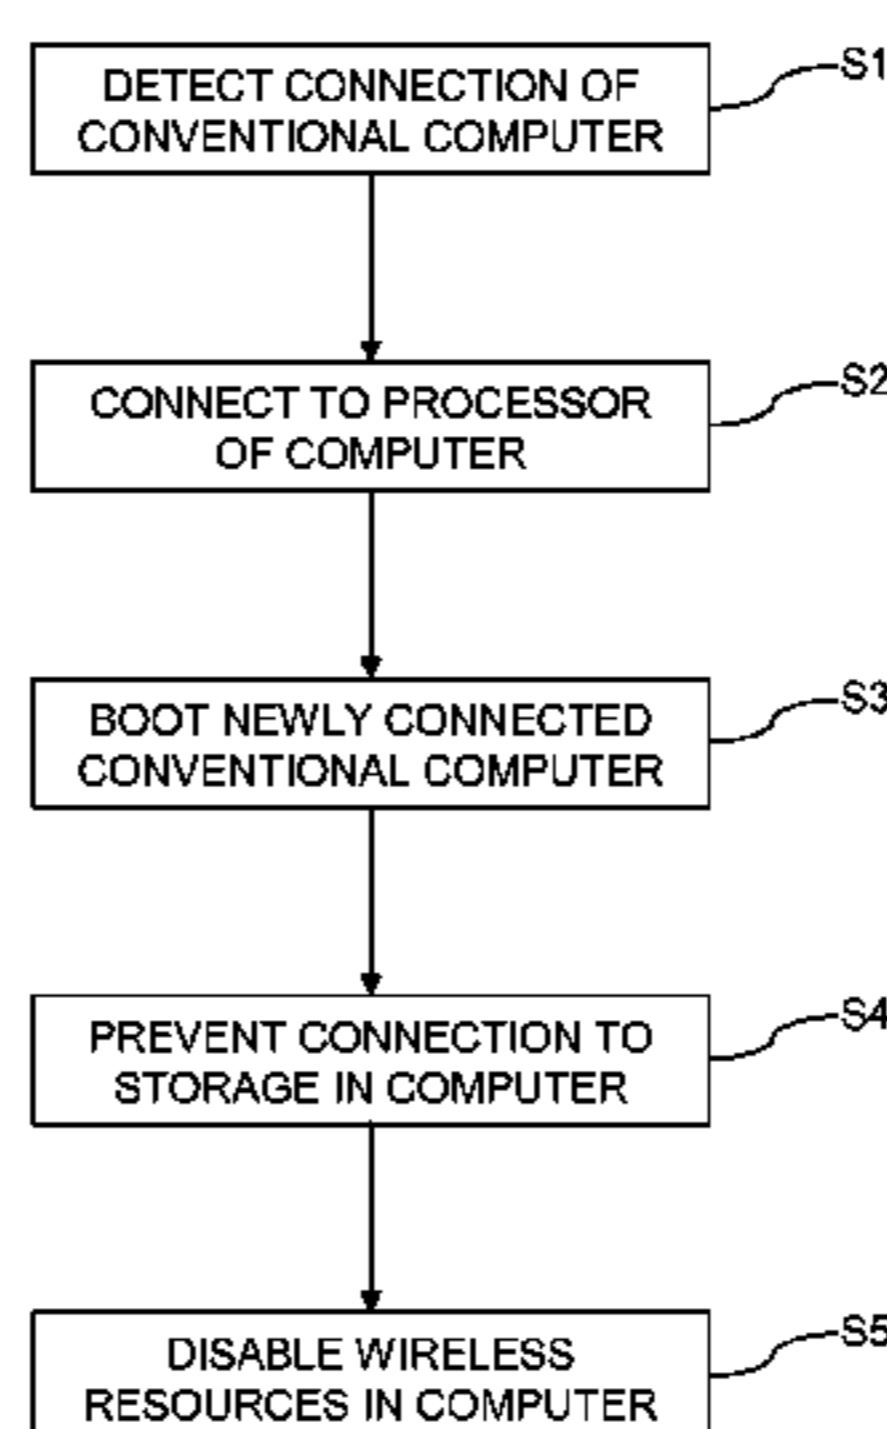 DETECT CONNECTION OF
CONVENTIONAL COMPUTER
S1
CONNECT TO PROCESSOR
OF COMPUTER
S2
BOOT NEWLY CONNECTED
CONVENTIONAL COMPUTER
S3
PREVENT CONNECTION TO
STORAGE IN COMPUTER
S4
DISABLE WIRELESS
RESOURCES IN COMPUTER
S5